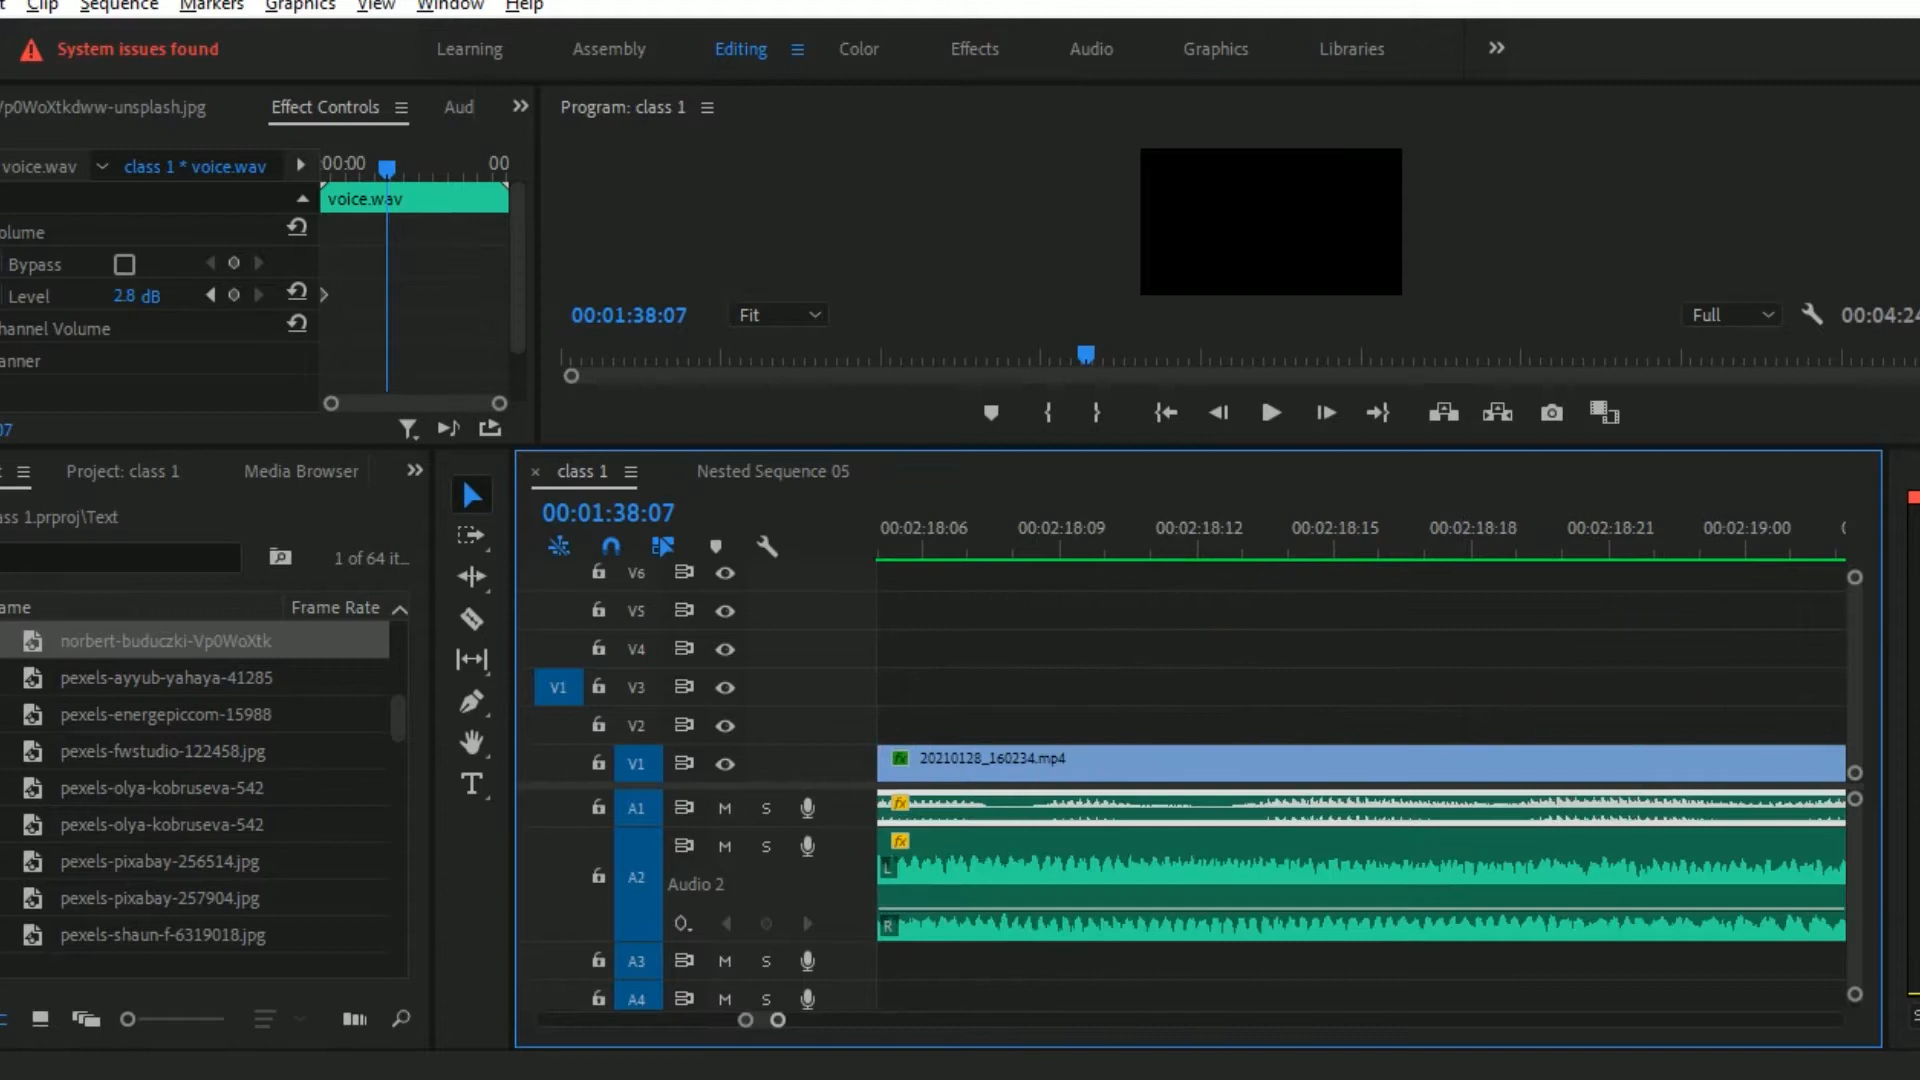 Clip Sequence Markers Graphics View Window Help
System issues found
Learning Assembly Editing Color Effects Audio Graphics Libraries
Vp0WoXtkdww-unsplash.jpg Effect Controls Aud
Program: class 1
voice.wav class 1 * voice.wav
:00:00 00
voice.wav
olume
Bypass
Level 2.8 dB
hannel Volume
anner
00:01:38:07 Fit Full 00:04:24
07
Project: class 1 Media Browser
class 1 Nested Sequence 05
ass 1.prproj\Text
00:01:38:07
00:02:18:06 00:02:18:09 00:02:18:12 00:02:18:15 00:02:18:18 00:02:18:21 00:02:19:00
1 of 64 it...
ame Frame Rate
norbert-buduczki-Vp0WoXtk
pexels-ayyub-yahaya-41285
pexels-energepiccom-15988
pexels-fwstudio-122458.jpg
pexels-olya-kobruseva-542
pexels-olya-kobruseva-542
pexels-pixabay-256514.jpg
pexels-pixabay-257904.jpg
pexels-shaun-f-6319018.jpg
V6
V5
V4
V1 V3
V2
V1 fx 20210128_160234.mp4
A1 M S fx
M S fx
A2 Audio 2 L
R
A3 M S
A4 M S